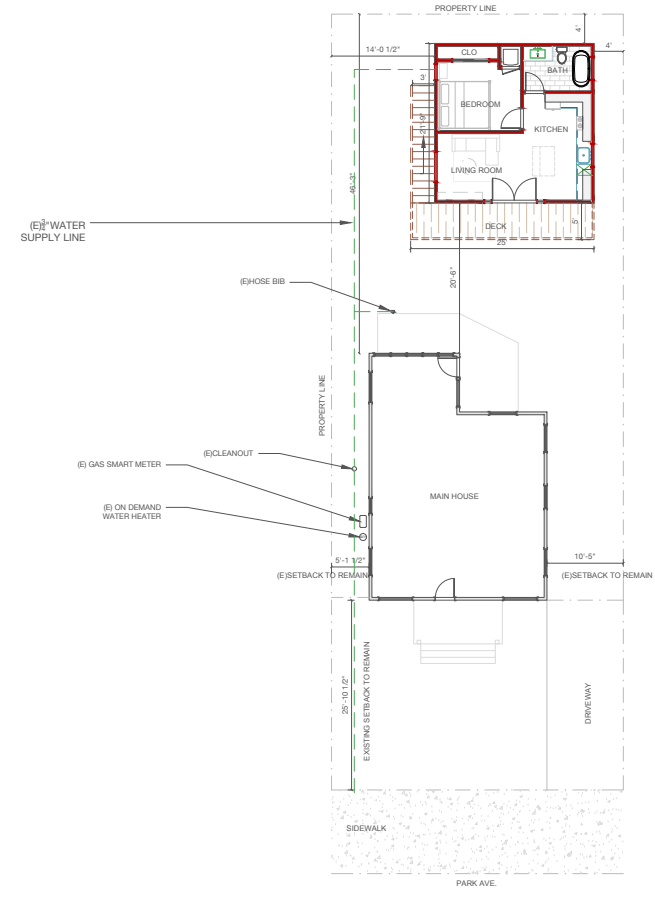 PROPERTY LINE
14'-0 1/2"
4'
4'
CLO
BATH
3'
BEDROOM
21'-9"
KITCHEN
LIVING ROOM
46'-3"
(E)3/4"WATER
SUPPLY LINE
DECK
5'
25'
20'-6"
(E)HOSE BIB
PROPERTY LINE
(E)CLEANOUT
(E) GAS SMART METER
MAIN HOUSE
(E) ON DEMAND
WATER HEATER
5'-1 1/2"
10'-5"
(E)SETBACK TO REMAIN
(E)SETBACK TO REMAIN
25'-10 1/2"
EXISTING SETBACK TO REMAIN
DRIVEWAY
SIDEWALK
PARK AVE.